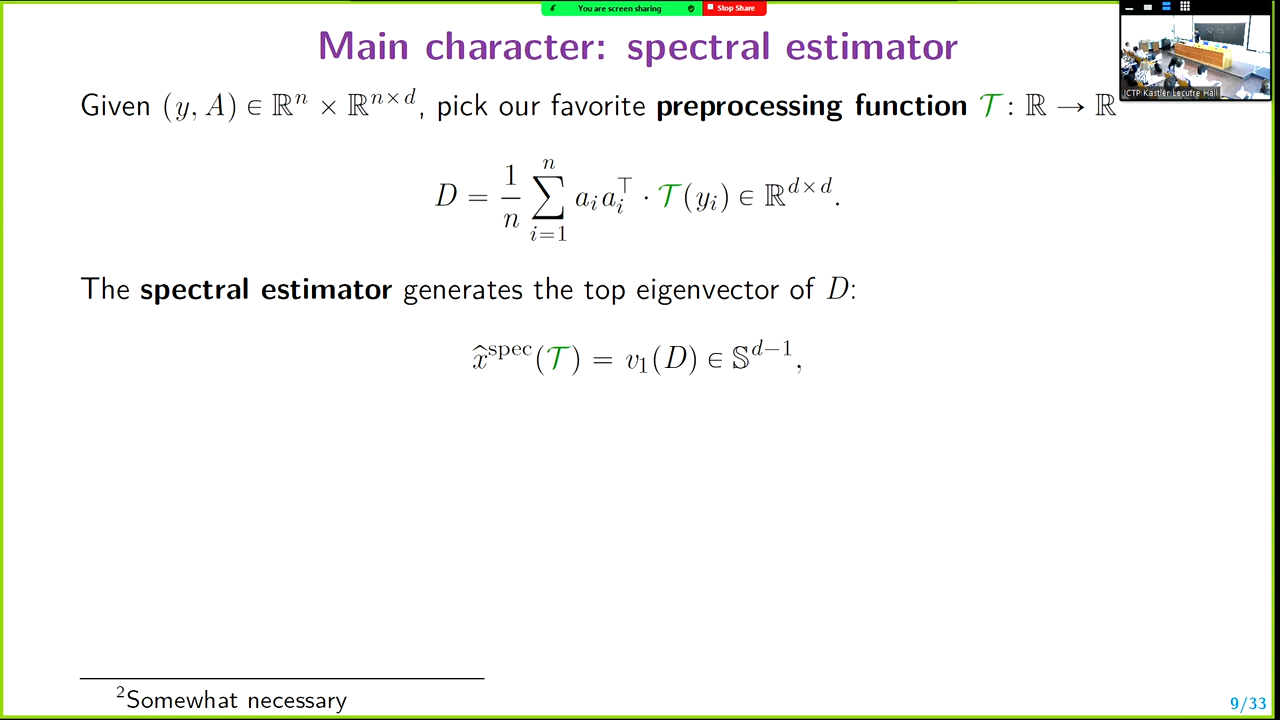 You are screen sharing
Stop Share
Main character: spectral estimator
Given (y, A) ∈ ℝⁿ × ℝⁿˣᵈ, pick our favorite preprocessing function 𝒯 : ℝ → ℝ
D = \frac{1}{n} \sum_{i=1}^{n} a_i a_i^⊤ · 𝒯(y_i) ∈ ℝ^{d×d}.
The spectral estimator generates the top eigenvector of D:
\hat{x}^{spec}(𝒯) = v_1(D) ∈ 𝕊^{d−1},
²Somewhat necessary
9/33
ICTP Kastler Lecutre Hall